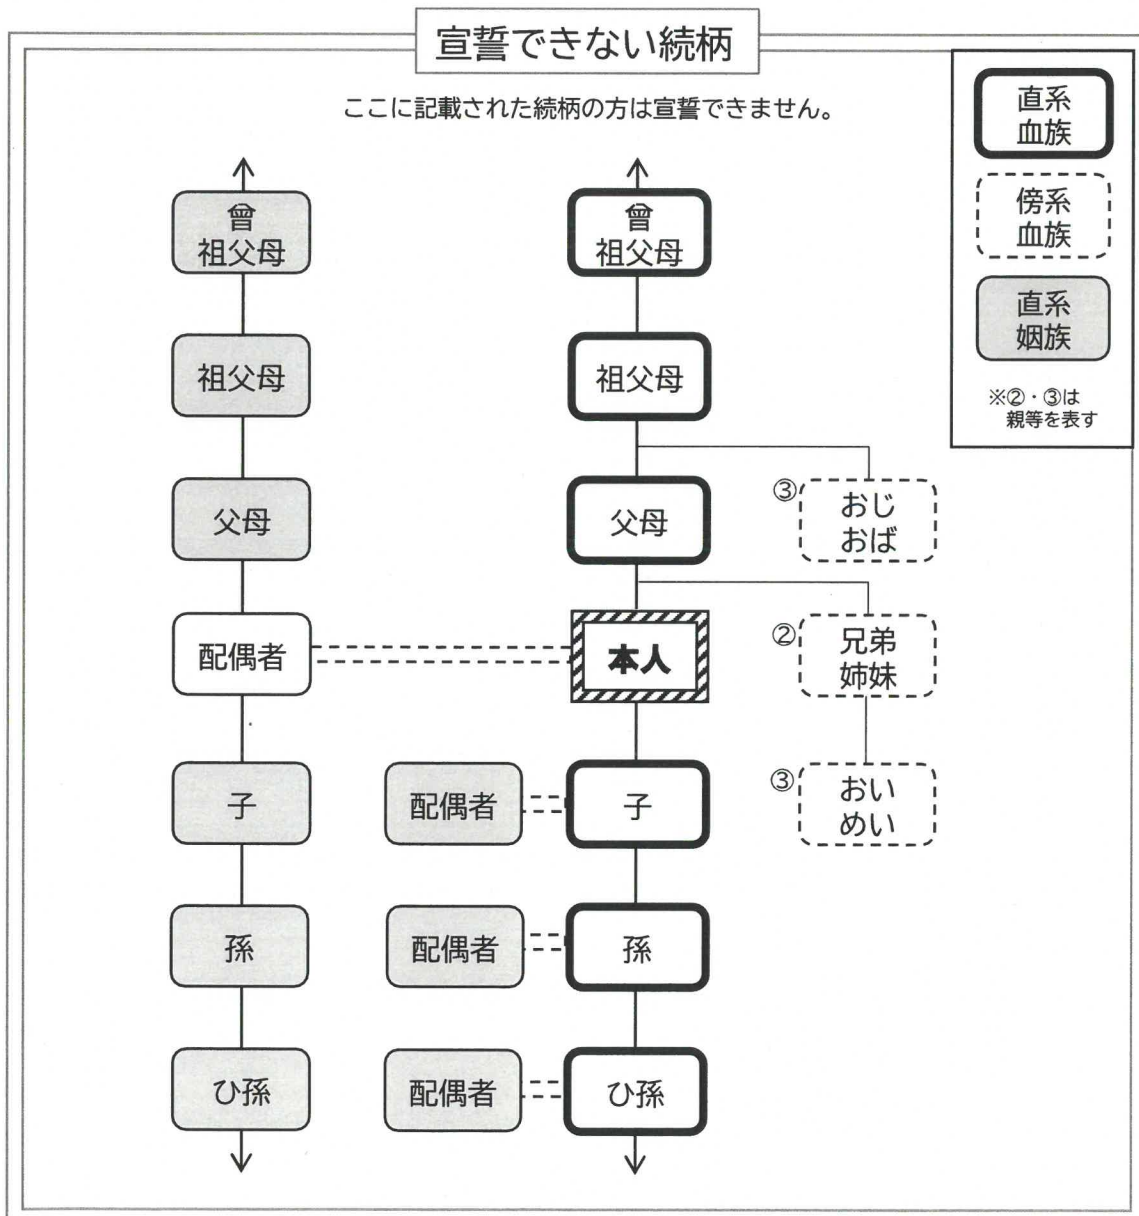 宣誓できない続柄
ここに記載された続柄の方は宣誓できません。
直系
血族
傍系
血族
直系
姻族
※②・③は
親等を表す
曾
祖父母
曾
祖父母
祖父母
祖父母
父母
父母
③
おじ
おば
配偶者
本人
②
兄弟
姉妹
子
配偶者
子
③
おい
めい
孫
配偶者
孫
ひ孫
配偶者
ひ孫